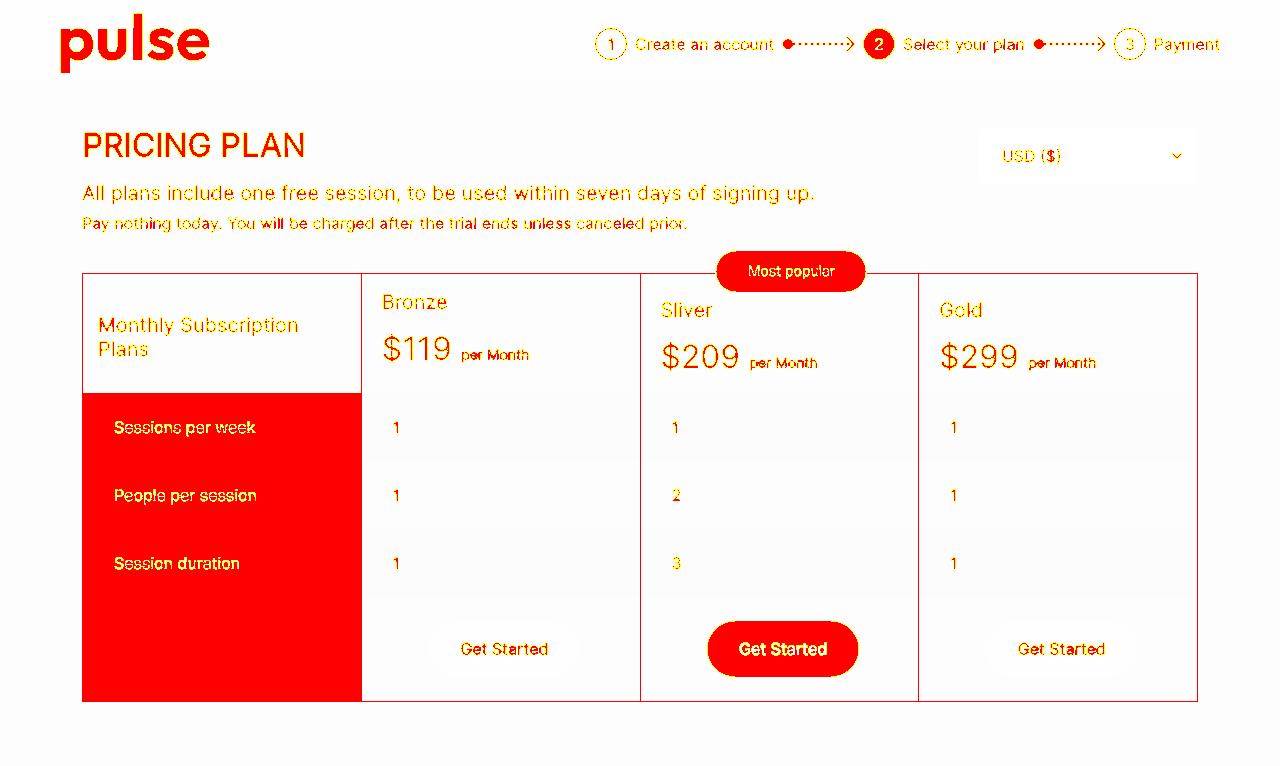 pulse
1 Create an account 2 Select your plan 3 Payment
PRICING PLAN
USD ($)
All plans include one free session, to be used within seven days of signing up.
Pay nothing today. You will be charged after the trial ends unless canceled prior.
Most popular
Monthly Subscription
Plans
Bronze
$119 per Month
Sliver
$209 per Month
Gold
$299 per Month
Sessions per week 1 1 1
People per session 1 2 1
Session duration 1 3 1
Get Started Get Started Get Started